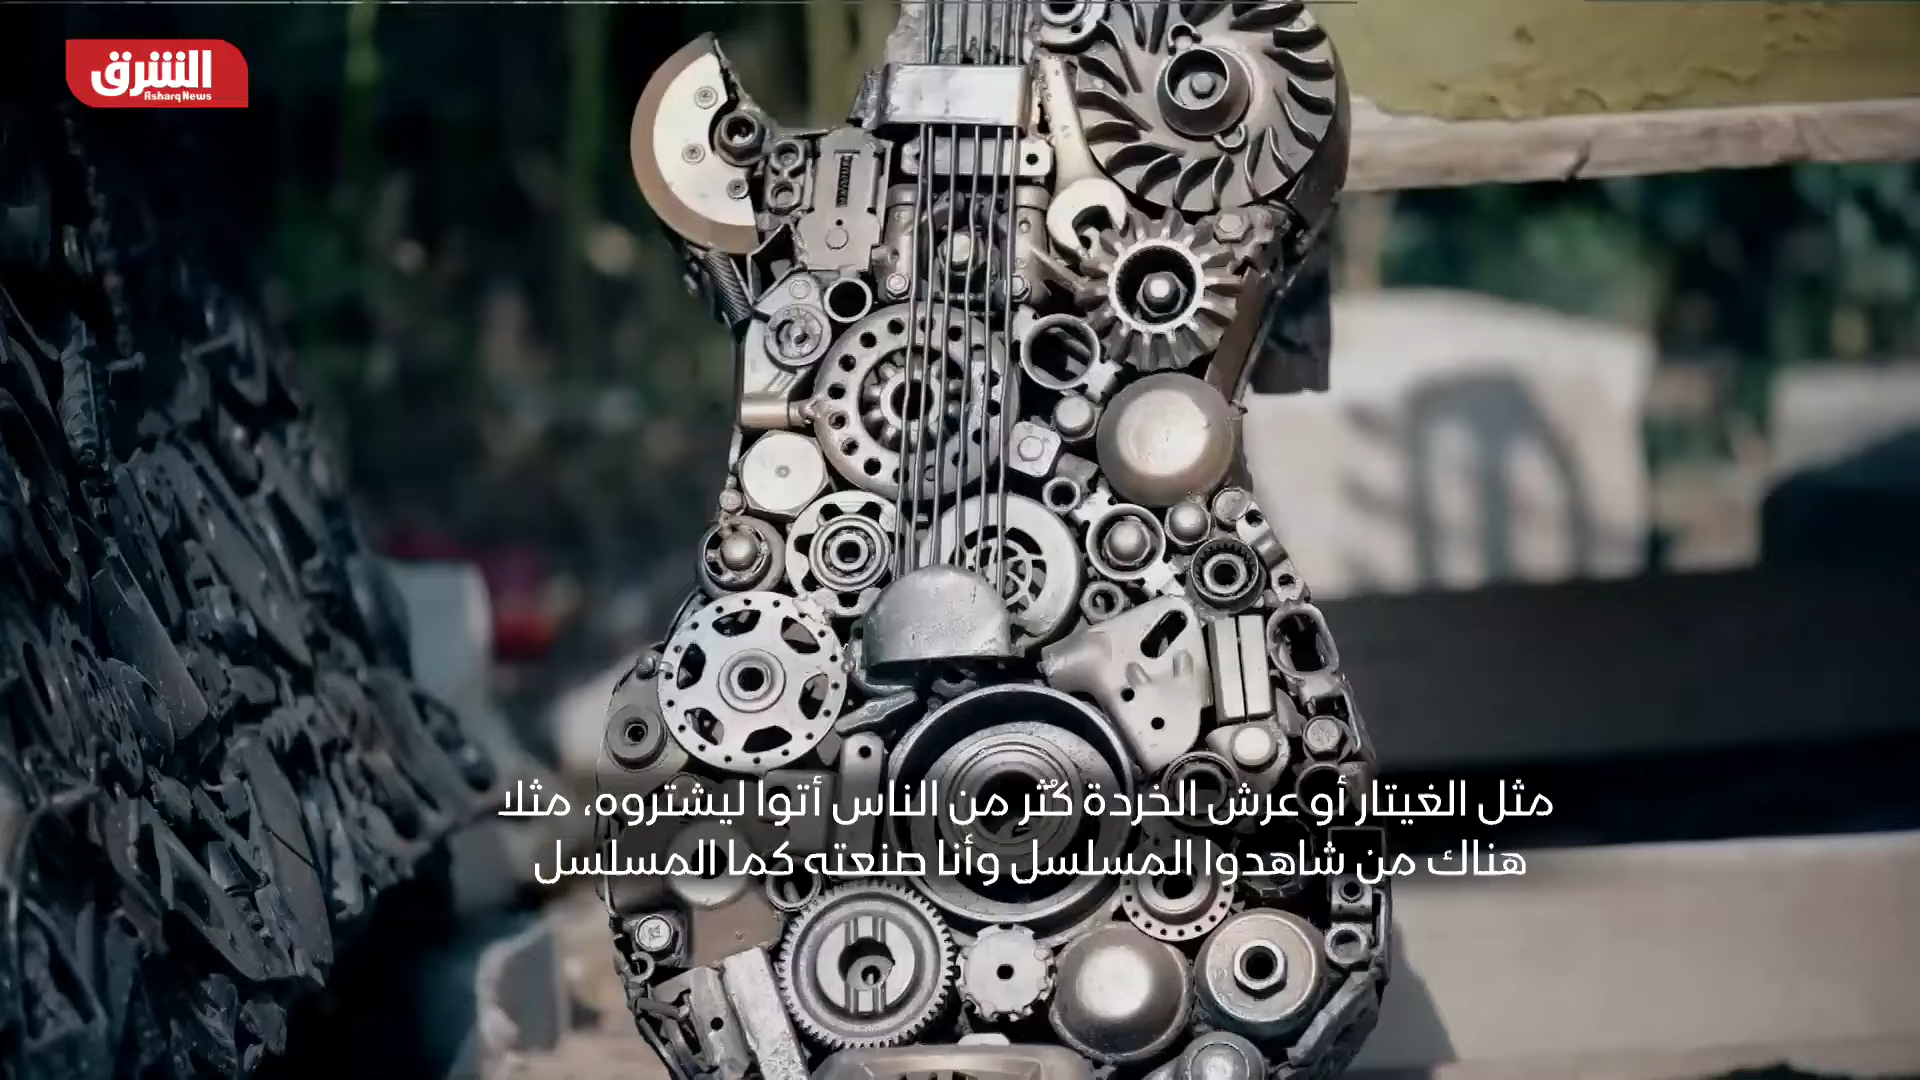 الشرق
Asharq News
مثل الغيتار أو عرش الخردة كُثر من الناس أتوا ليشتروه، مثلا
هناك من شاهدوا المسلسل وأنا صنعته كما المسلسل